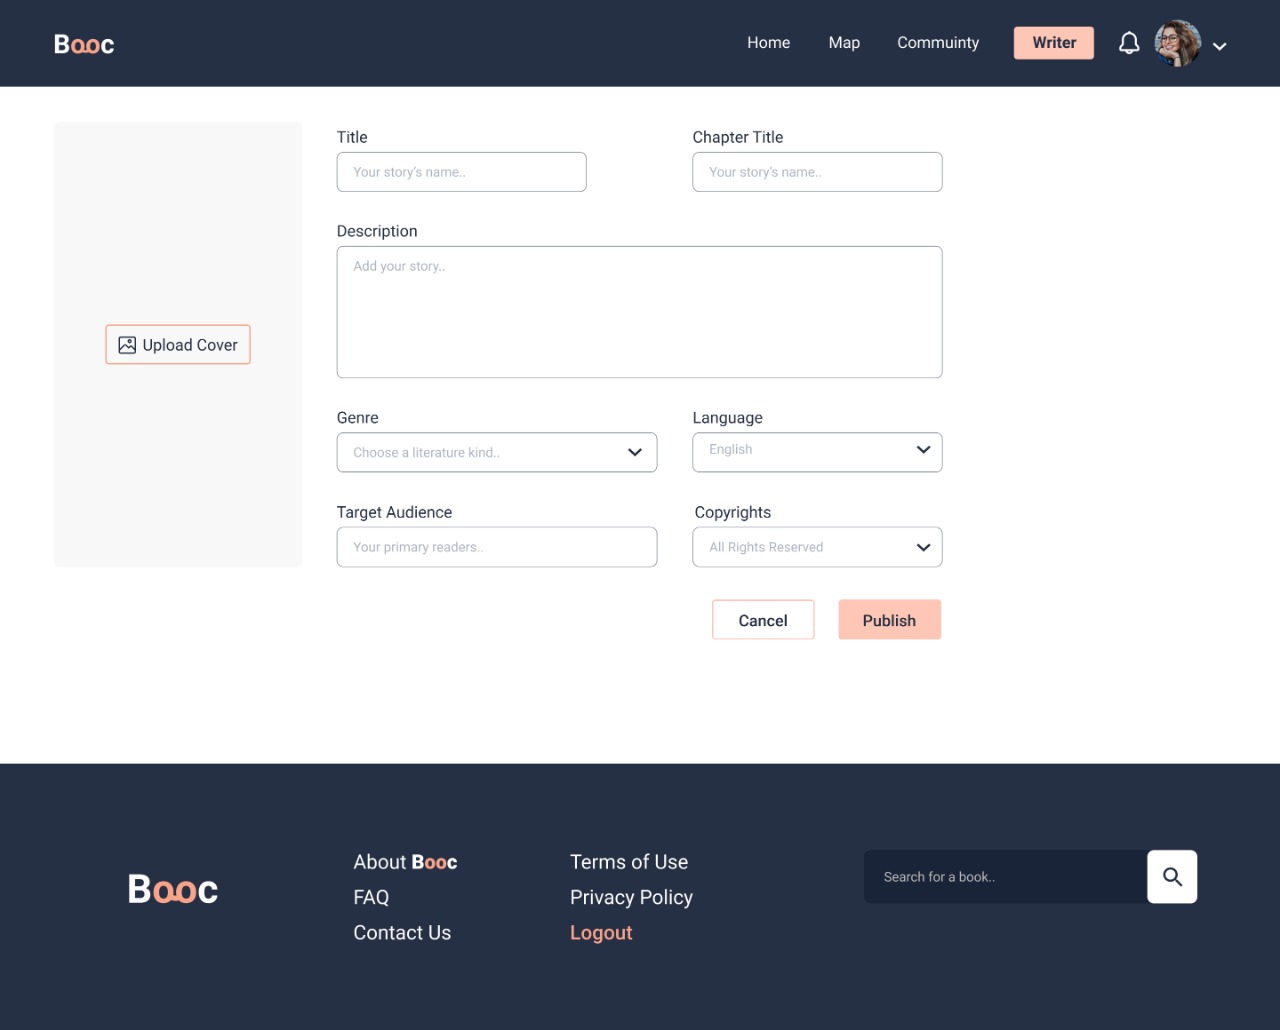 Booc
Home
Map
Commuinty
Writer
Title
Chapter Title
Your story's name..
Your story's name..
Description
Add your story..
Upload Cover
Genre
Language
Choose a literature kind..
English
Target Audience
Copyrights
Your primary readers..
All Rights Reserved
Cancel
Publish
Booc
About Booc
FAQ
Contact Us
Terms of Use
Privacy Policy
Logout
Search for a book..